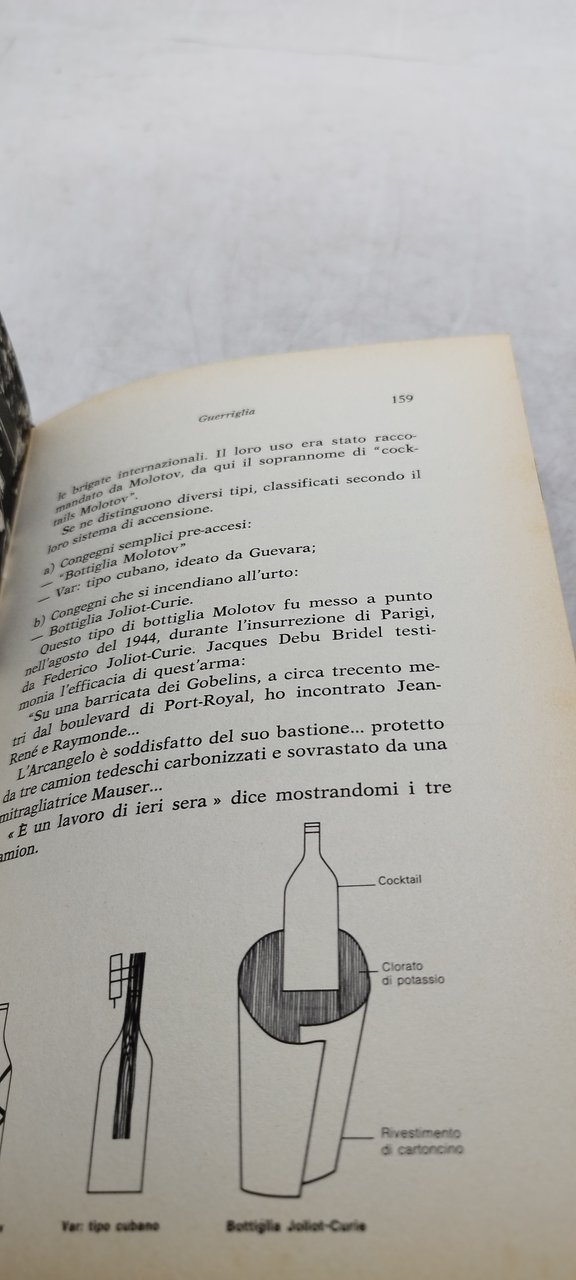 Guerriglia
159
le brigate internazionali. Il loro uso era stato racco-
mandato da Molotov, da qui il soprannome di "cock-
tails Molotov".
Se ne distinguono diversi tipi, classificati secondo il
loro sistema di accensione.
a) Congegni semplici pre-accesi:
— "Bottiglia Molotov"
— Var: tipo cubano, ideato da Guevara;
b) Congegni che si incendiano all'urto:
— Bottiglia Joliot-Curie.
Questo tipo di bottiglia Molotov fu messo a punto
nell'agosto del 1944, durante l'insurrezione di Parigi,
da Federico Joliot-Curie. Jacques Debu Bridel testi-
monia l'efficacia di quest'arma:
"Su una barricata dei Gobelins, a circa trecento me-
tri dal boulevard di Port-Royal, ho incontrato Jean-
René e Raymonde...
L'Arcangelo è soddisfatto del suo bastione... protetto
da tre camion tedeschi carbonizzati e sovrastato da una
mitragliatrice Mauser...
« È un lavoro di ieri sera » dice mostrandomi i tre
amion.
Cocktail
Clorato
di potassio
Rivestimento
di cartoncino
Var: tipo cubano
Bottiglia Joliot-Curie